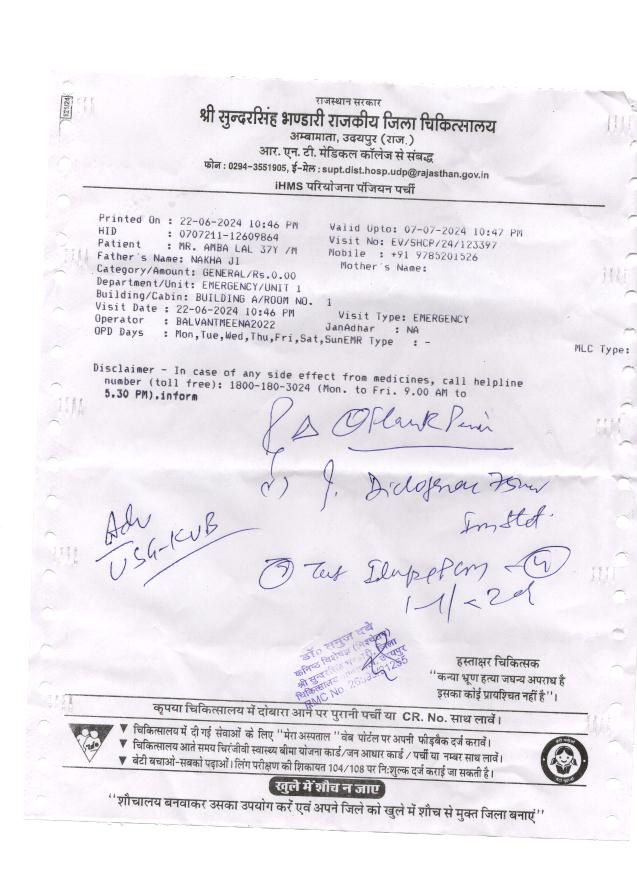 राजस्थान सरकार
श्री सुन्दरसिंह भण्डारी राजकीय जिला चिकित्सालय
अम्बामाता, उदयपुर (राज.)
आर. एन. टी. मेडिकल कॉलेज से संबद्ध
फोन : 0294-3551905, ई-मेल : supt.dist.hosp.udp@rajasthan.gov.in
iHMS परियोजना पंजियन पर्ची
Printed On : 22-06-2024 10:46 PM Valid Upto: 07-07-2024 10:47 PM
HID : 0707211-12609864 Visit No: EV/SHCP/24/123397
Patient : MR. AMBA LAL 37Y /M Mobile : +91 9785201526
Father's Name: NAKHA JI Mother's Name:
Category/Amount: GENERAL/Rs.0.00
Department/Unit: EMERGENCY/UNIT 1
Building/Cabin: BUILDING A/ROOM NO. 1
Visit Date : 22-06-2024 10:46 PM Visit Type: EMERGENCY
Operator : BALVANTMEENA2022 JanAdhar : NA
OPD Days : Mon,Tue,Wed,Thu,Fri,Sat,SunEMR Type : -
MLC Type:
Disclaimer - In case of any side effect from medicines, call helpline
number (toll free): 1800-180-3024 (Mon. to Fri. 9.00 AM to
5.30 PM).inform
Δ Flank Pain
Diclofenac 75mg
Im Stat
Adv
USG-KUB
हस्ताक्षर चिकित्सक
"कन्या भ्रूण हत्या जघन्य अपराध है
इसका कोई प्रायश्चित नहीं है"।
कृपया चिकित्सालय में दोबारा आने पर पुरानी पर्ची या CR. No. साथ लावें।
▼ चिकित्सालय में दी गई सेवाओं के लिए "मेरा अस्पताल" वेब पोर्टल पर अपनी फीडबैक दर्ज करावें।
▼ चिकित्सालय आते समय चिरंजीवी स्वास्थ्य बीमा योजना कार्ड/जन आधार कार्ड / पर्ची या नम्बर साथ लावें।
▼ बेटी बचाओ-सबको पढ़ाओ। लिंग परीक्षण की शिकायत 104/108 पर निःशुल्क दर्ज कराई जा सकती है।
खुले में शौच न जाए
"शौचालय बनवाकर उसका उपयोग करें एवं अपने जिले को खुले में शौच से मुक्त जिला बनाएं"